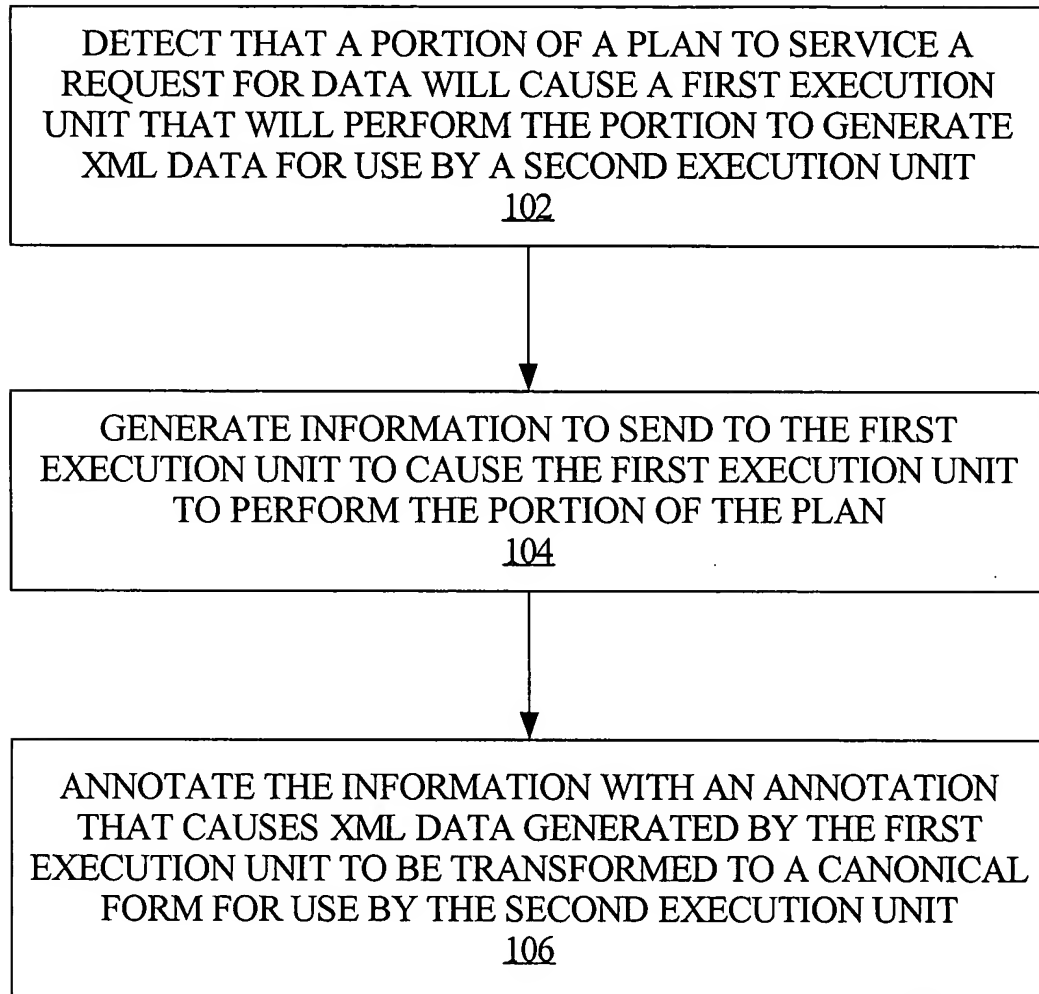 DETECT THAT A PORTION OF A PLAN TO SERVICE A
REQUEST FOR DATA WILL CAUSE A FIRST EXECUTION
UNIT THAT WILL PERFORM THE PORTION TO GENERATE
XML DATA FOR USE BY A SECOND EXECUTION UNIT
102
GENERATE INFORMATION TO SEND TO THE FIRST
EXECUTION UNIT TO CAUSE THE FIRST EXECUTION UNIT
TO PERFORM THE PORTION OF THE PLAN
104
ANNOTATE THE INFORMATION WITH AN ANNOTATION
THAT CAUSES XML DATA GENERATED BY THE FIRST
EXECUTION UNIT TO BE TRANSFORMED TO A CANONICAL
FORM FOR USE BY THE SECOND EXECUTION UNIT
106